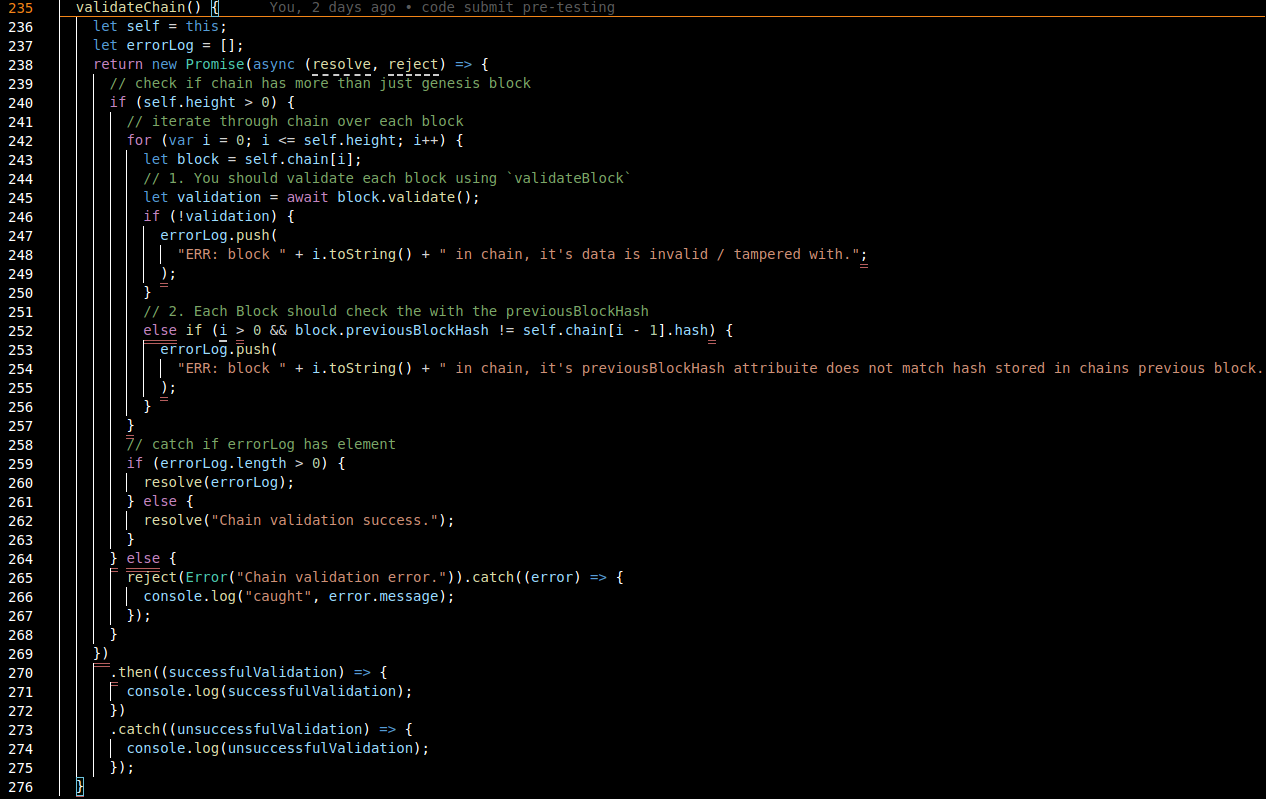 235 validateChain() { You, 2 days ago • code submit pre-testing
236 let self = this;
237 let errorLog = [];
238 return new Promise(async (resolve, reject) => {
239 // check if chain has more than just genesis block
240 if (self.height > 0) {
241 // iterate through chain over each block
242 for (var i = 0; i <= self.height; i++) {
243 let block = self.chain[i];
244 // 1. You should validate each block using `validateBlock`
245 let validation = await block.validate();
246 if (!validation) {
247 errorLog.push(
248 "ERR: block " + i.toString() + " in chain, it's data is invalid / tampered with.";
249 );
250 }
251 // 2. Each Block should check the with the previousBlockHash
252 else if (i > 0 && block.previousBlockHash != self.chain[i - 1].hash) {
253 errorLog.push(
254 "ERR: block " + i.toString() + " in chain, it's previousBlockHash attribuite does not match hash stored in chains previous block.
255 );
256 }
257 }
258 // catch if errorLog has element
259 if (errorLog.length > 0) {
260 resolve(errorLog);
261 } else {
262 resolve("Chain validation success.");
263 }
264 } else {
265 reject(Error("Chain validation error.")).catch((error) => {
266 console.log("caught", error.message);
267 });
268 }
269 })
270 .then((successfulValidation) => {
271 console.log(successfulValidation);
272 })
273 .catch((unsuccessfulValidation) => {
274 console.log(unsuccessfulValidation);
275 });
276 }